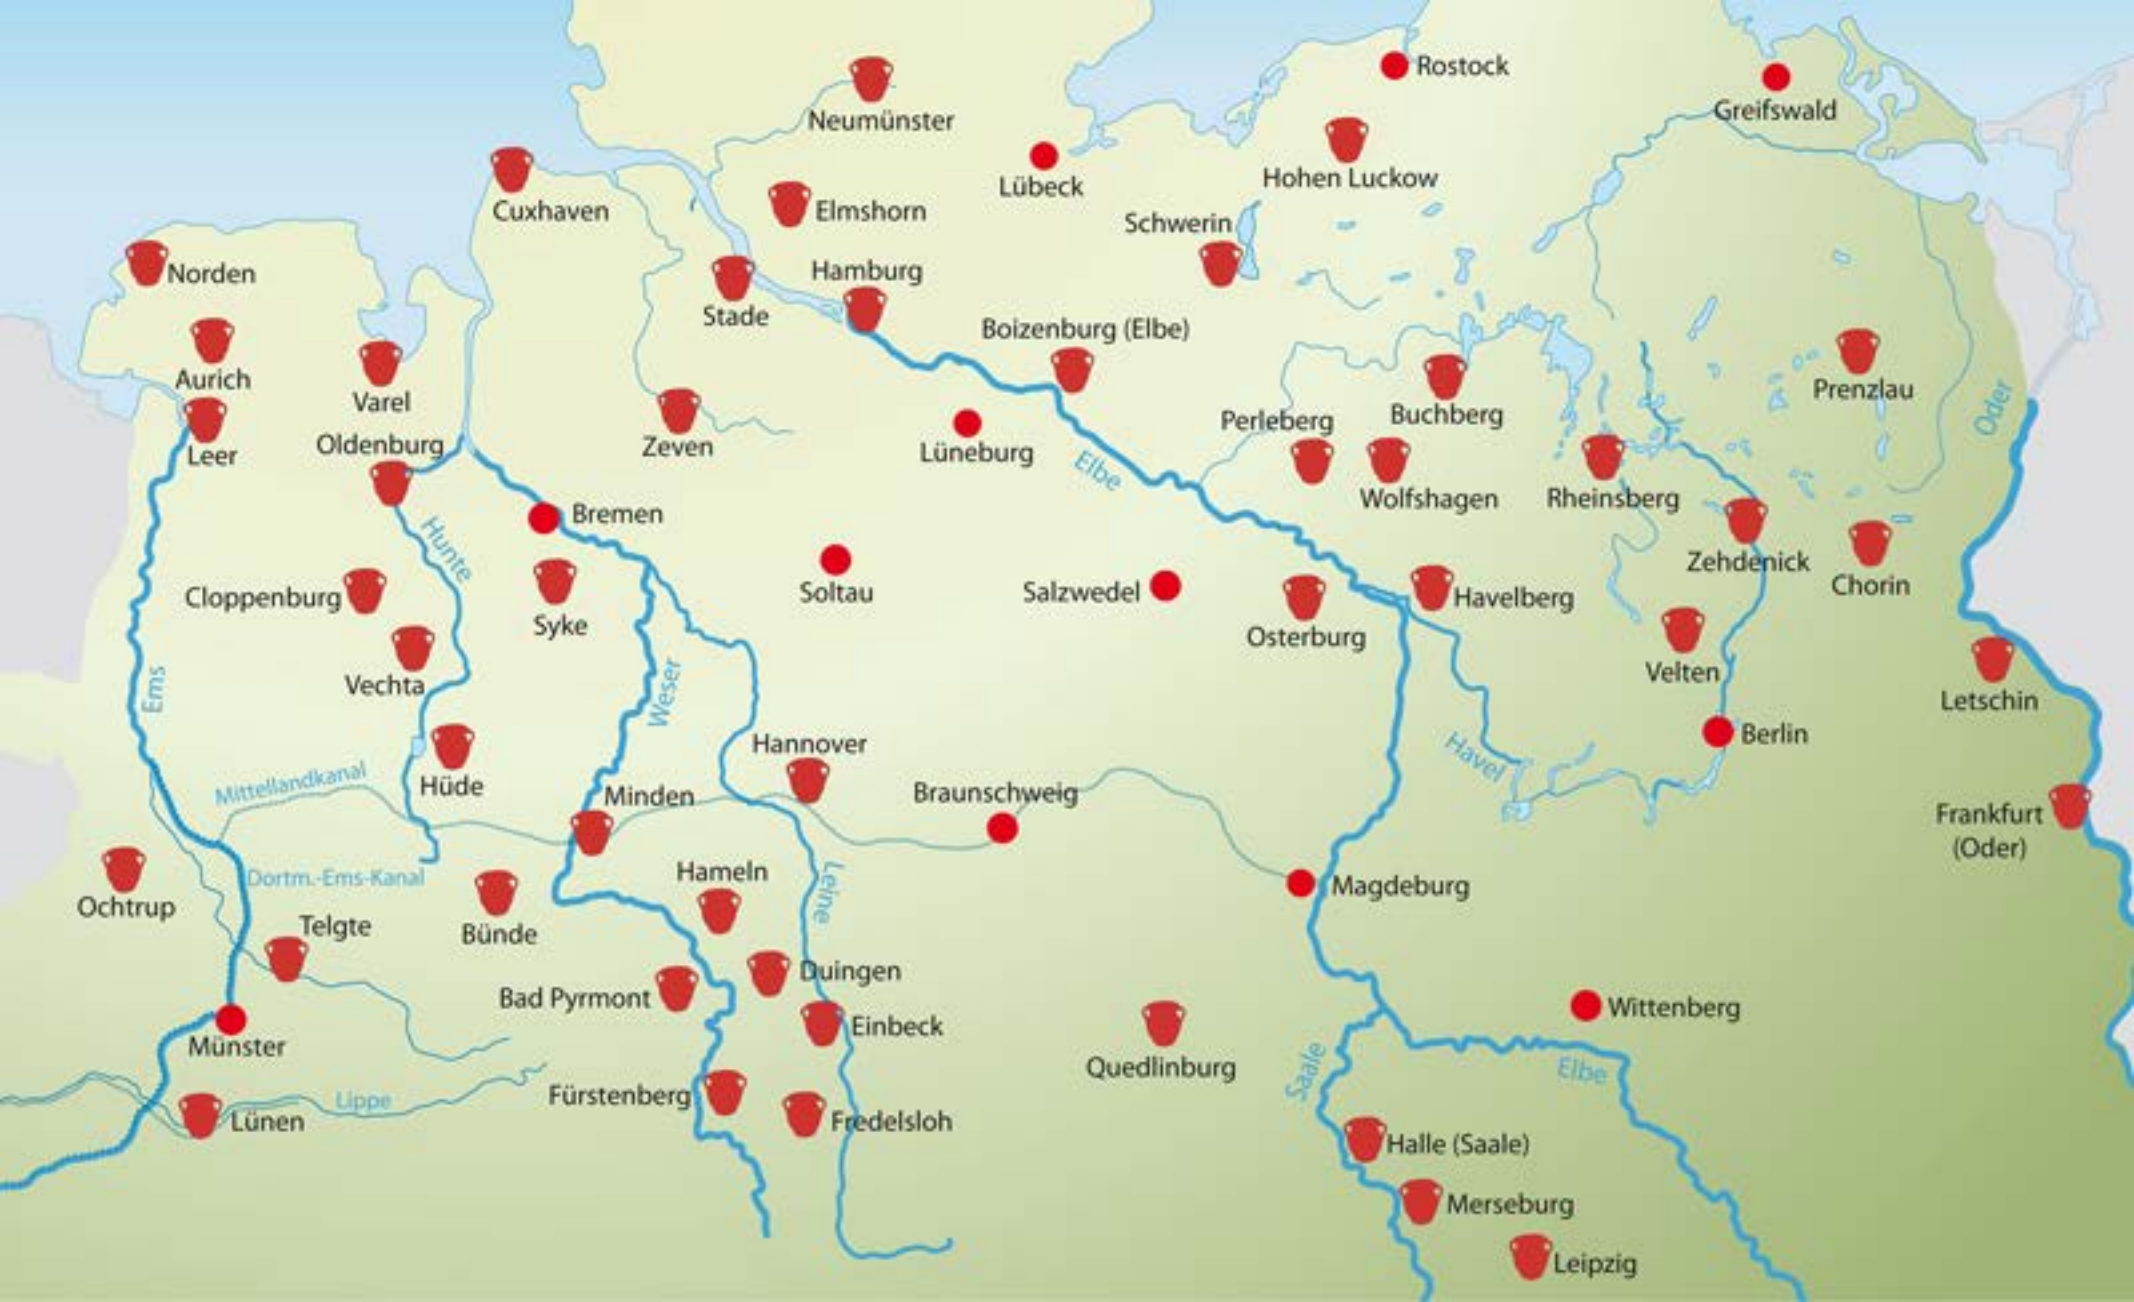 Rostock
Greifswald
Neumünster
Lübeck
Hohen Luckow
Cuxhaven
Elmshorn
Schwerin
Norden
Hamburg
Stade
Boizenburg (Elbe)
Aurich
Varel
Prenzlau
Oder
Perleberg
Buchberg
Oldenburg
Zeven
Lüneburg
Leer
Elbe
Wolfshagen
Rheinsberg
Bremen
Hunte
Zehdenick
Chorin
Cloppenburg
Syke
Soltau
Salzwedel
Havelberg
Osterburg
Vechta
Ems
Weser
Velten
Letschin
Hannover
Berlin
Havel
Mittellandkanal
Hüde
Minden
Braunschweig
Frankfurt
(Oder)
Hameln
Dortm.-Ems-Kanal
Leine
Magdeburg
Ochtrup
Telgte
Bünde
Duingen
Bad Pyrmont
Einbeck
Wittenberg
Münster
Quedlinburg
Saale
Elbe
Fürstenberg
Lippe
Lünen
Fredelsloh
Halle (Saale)
Merseburg
Leipzig